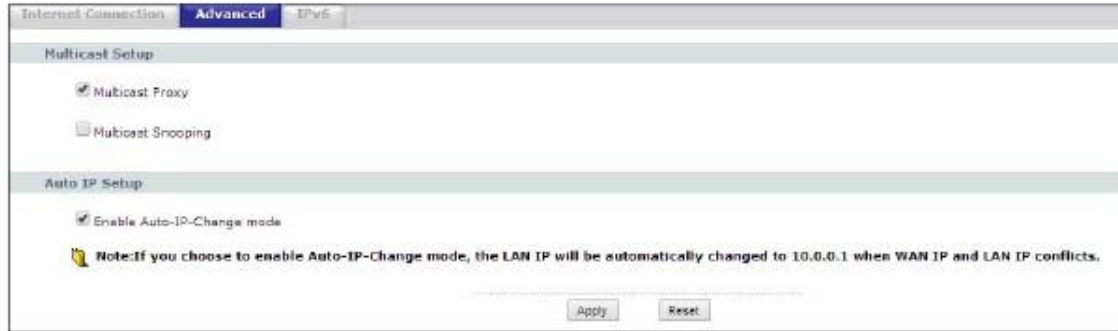 Internet Connection Advanced IPv6
Multicast Setup
Multicast Proxy
Multicast Snooping
Auto IP Setup
Enable Auto-IP-Change mode
Note:If you choose to enable Auto-IP-Change mode, the LAN IP will be automatically changed to 10.0.0.1 when WAN IP and LAN IP conflicts.
Apply Reset